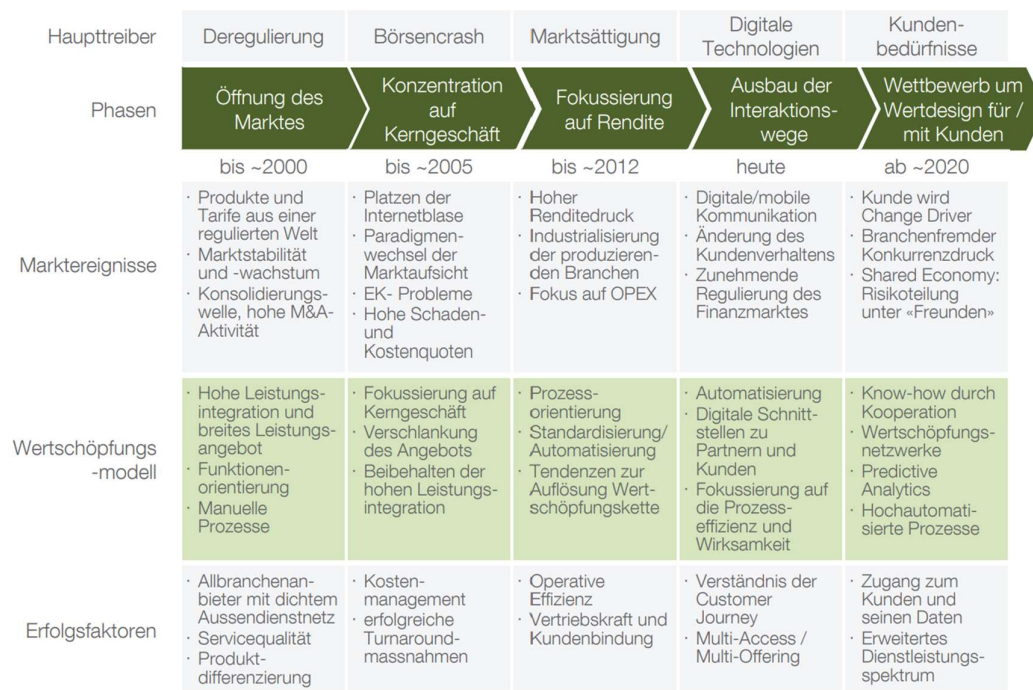 Haupttreiber
Deregulierung
Börsencrash
Marktsättigung
Digitale
Technologien
Kunden-
bedürfnisse
Phasen
Öffnung des
Marktes
Konzentration
auf
Kerngeschäft
Fokussierung
auf Rendite
Ausbau der
Interaktions-
wege
Wettbewerb um
Wertdesign für /
mit Kunden
bis ~2000
bis ~2005
bis ~2012
heute
ab ~2020
Marktereignisse
· Produkte und
Tarife aus einer
regulierten Welt
· Marktstabilität
und -wachstum
· Konsolidierungs-
welle, hohe M&A-
Aktivität
· Platzen der
Internetblase
· Paradigmen-
wechsel der
Marktaufsicht
· EK- Probleme
· Hohe Schaden-
und
Kostenquoten
· Hoher
Renditedruck
· Industrialisierung
der produzieren-
den Branchen
· Fokus auf OPEX
· Digitale/mobile
Kommunikation
· Änderung des
Kundenverhaltens
· Zunehmende
Regulierung des
Finanzmarktes
· Kunde wird
Change Driver
· Branchenfremder
Konkurrenzdruck
· Shared Economy:
Risikoteilung
unter «Freunden»
Wertschöpfungs
-modell
· Hohe Leistungs-
integration und
breites Leistungs-
angebot
· Funktionen-
orientierung
· Manuelle
Prozesse
· Fokussierung auf
Kerngeschäft
· Verschlankung
des Angebots
· Beibehalten der
hohen Leistungs-
integration
· Prozess-
orientierung
· Standardisierung/
Automatisierung
· Tendenzen zur
Auflösung Wert-
schöpfungskette
· Automatisierung
· Digitale Schnitt-
stellen zu
Partnern und
Kunden
· Fokussierung auf
die Prozess-
effizienz und
Wirksamkeit
· Know-how durch
Kooperation
· Wertschöpfungs-
netzwerke
· Predictive
Analytics
· Hochautomati-
sierte Prozesse
Erfolgsfaktoren
· Allbranchenan-
bieter mit dichtem
Aussendienstnetz
· Servicequalität
· Produkt-
differenzierung
· Kosten-
management
· erfolgreiche
Turnaround-
massnahmen
· Operative
Effizienz
· Vertriebskraft und
Kundenbindung
· Verständnis der
Customer
Journey
· Multi-Access /
Multi-Offering
· Zugang zum
Kunden und
seinen Daten
· Erweitertes
Dienstleistungs-
spektrum